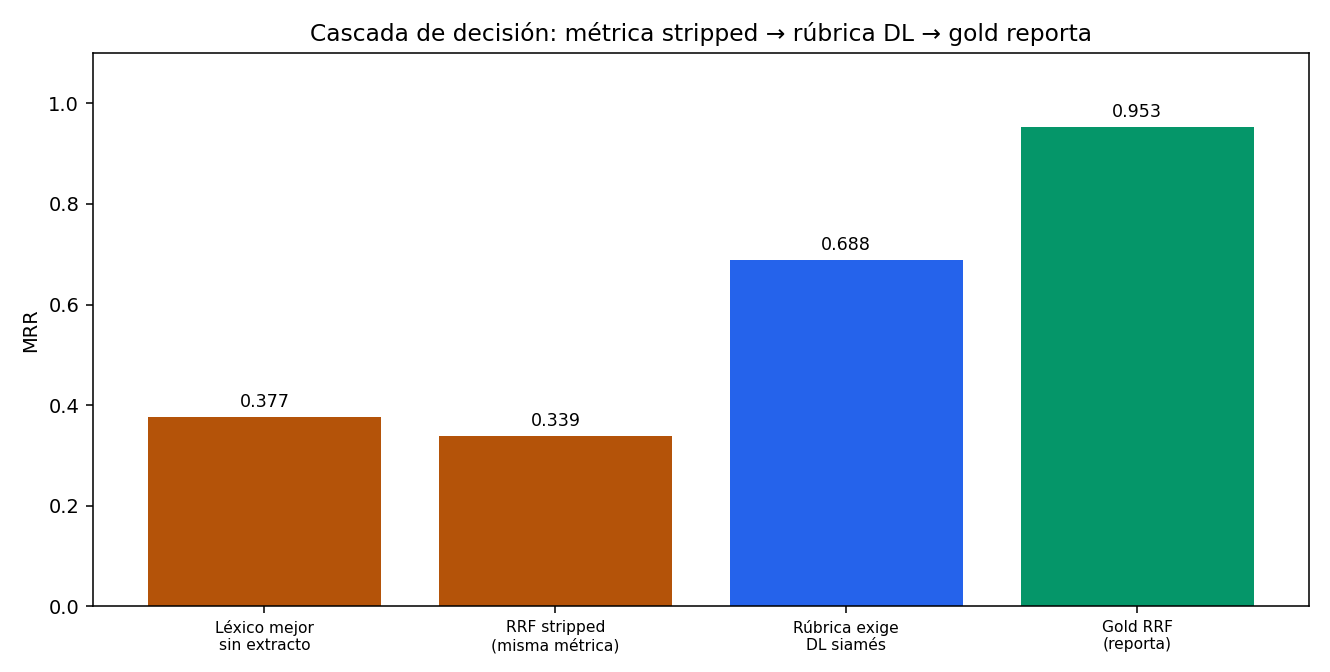 Cascada de decisión: métrica stripped → rúbrica DL → gold reporta
MRR
1.0
0.8
0.6
0.4
0.2
0.0
0.377
0.339
0.688
0.953
Léxico mejor
sin extracto
RRF stripped
(misma métrica)
Rúbrica exige
DL siamés
Gold RRF
(reporta)